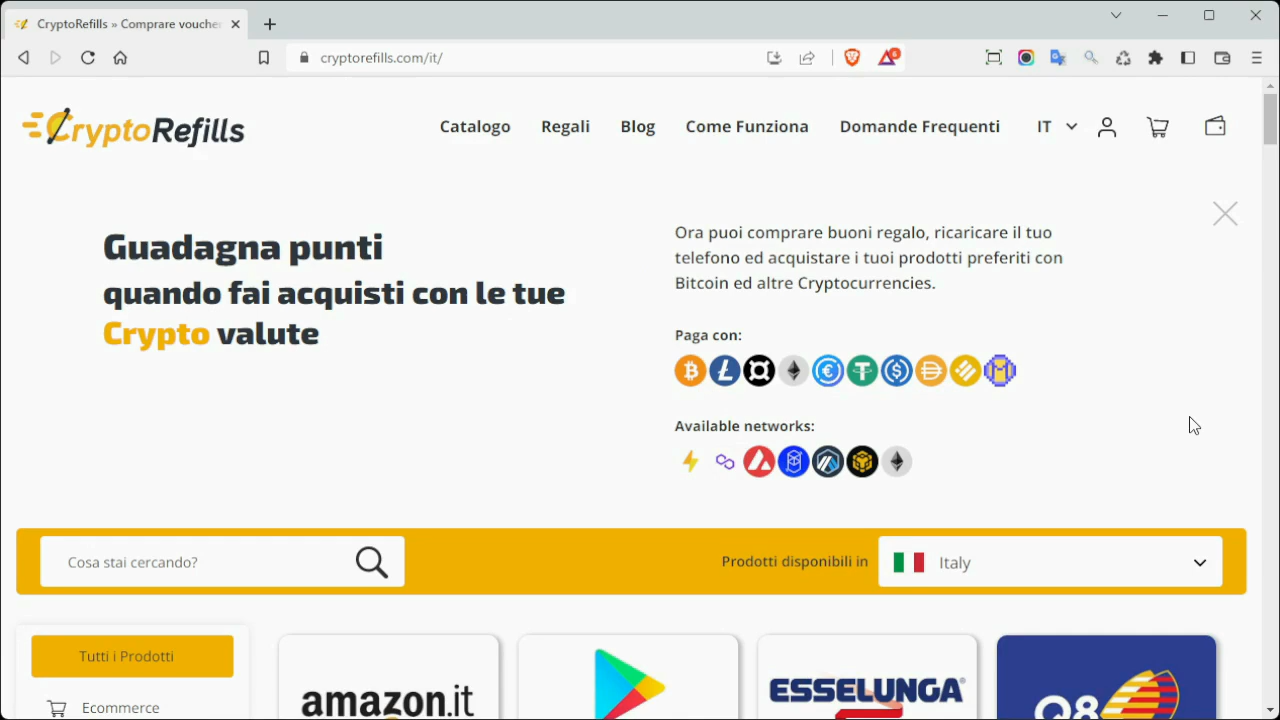 CryptoRefills » Comprare voucher
cryptorefills.com/it/
6
CryptoRefills
Catalogo
Regali
Blog
Come Funziona
Domande Frequenti
IT
Guadagna punti
quando fai acquisti con le tue
Crypto valute
Ora puoi comprare buoni regalo, ricaricare il tuo
telefono ed acquistare i tuoi prodotti preferiti con
Bitcoin ed altre Cryptocurrencies.
Paga con:
Available networks:
Cosa stai cercando?
Prodotti disponibili in
Italy
Tutti i Prodotti
Ecommerce
amazon.it
ESSELUNGA®
Q8